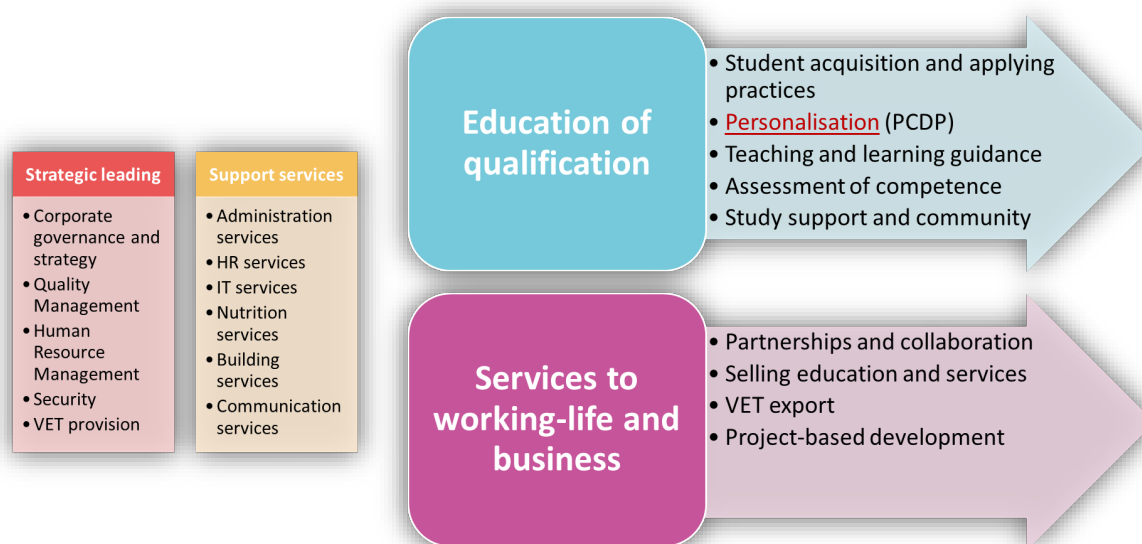 Strategic leading
• Corporate
governance and
strategy
• Quality
Management
• Human
Resource
Management
• Security
• VET provision
Support services
• Administration
services
• HR services
• IT services
• Nutrition
services
• Building
services
• Communication
services
Education of
qualification
• Student acquisition and applying
practices
• Personalisation (PCDP)
• Teaching and learning guidance
• Assessment of competence
• Study support and community
Services to
working-life and
business
• Partnerships and collaboration
• Selling education and services
• VET export
• Project-based development